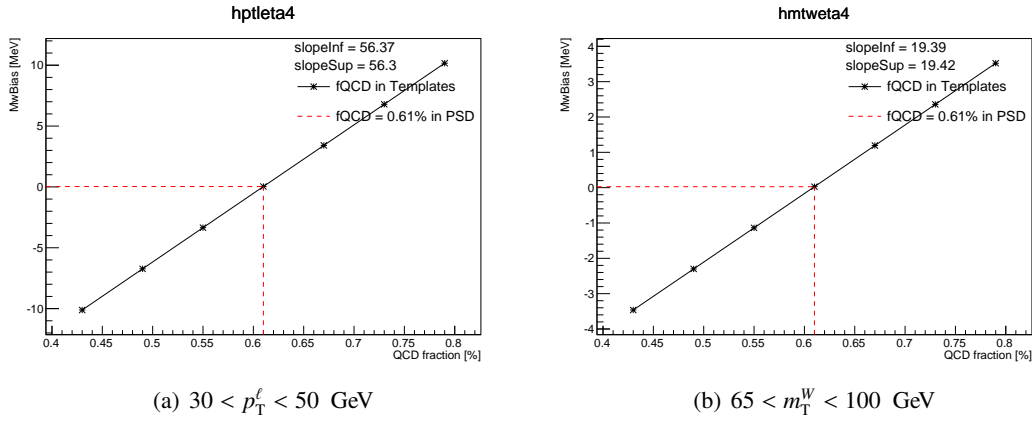 hptleta4
MwBias [MeV]
10
5
0
-5
-10
slopeInf = 56.37
slopeSup = 56.3
fQCD in Templates
fQCD = 0.61% in PSD
0.4 0.45 0.5 0.55 0.6 0.65 0.7 0.75 0.8
QCD fraction [%]
(a) 30 < p_T^ℓ < 50 GeV
hmtweta4
MwBias [MeV]
4
3
2
1
0
-1
-2
-3
-4
slopeInf = 19.39
slopeSup = 19.42
fQCD in Templates
fQCD = 0.61% in PSD
0.4 0.45 0.5 0.55 0.6 0.65 0.7 0.75 0.8
QCD fraction [%]
(b) 65 < m_T^W < 100 GeV